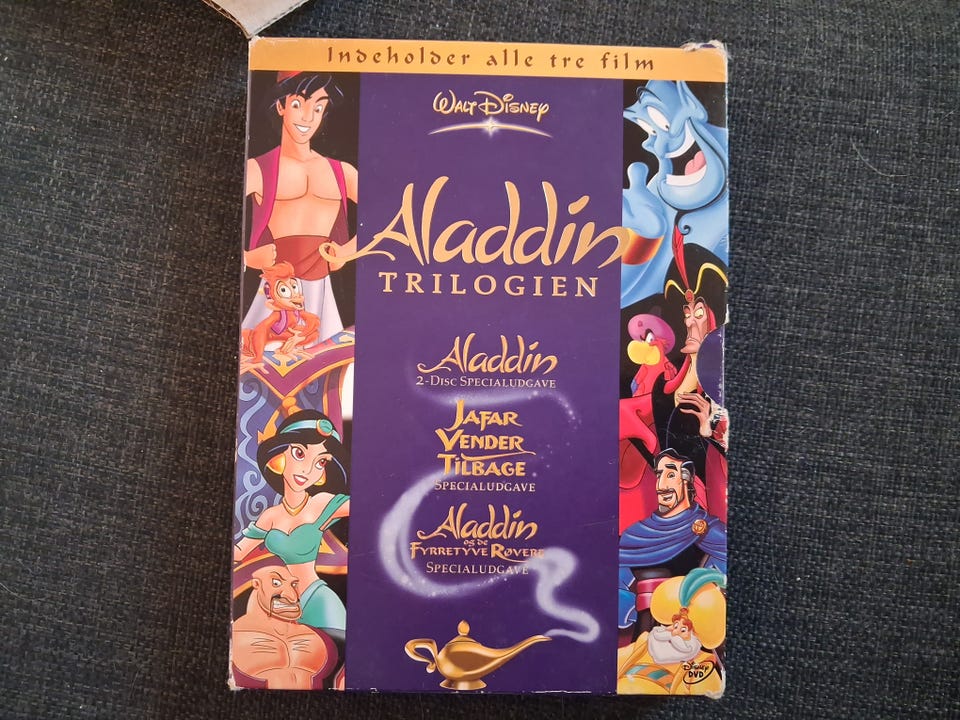 Indeholder alle tre film
Walt Disney
Aladdin
TRILOGIEN
Aladdin
2-Disc Specialudgave
Jafar
Vender
Tilbage
Specialudgave
Aladdin
og de
Fyrretyve Røvere
Specialudgave
Disney
DVD